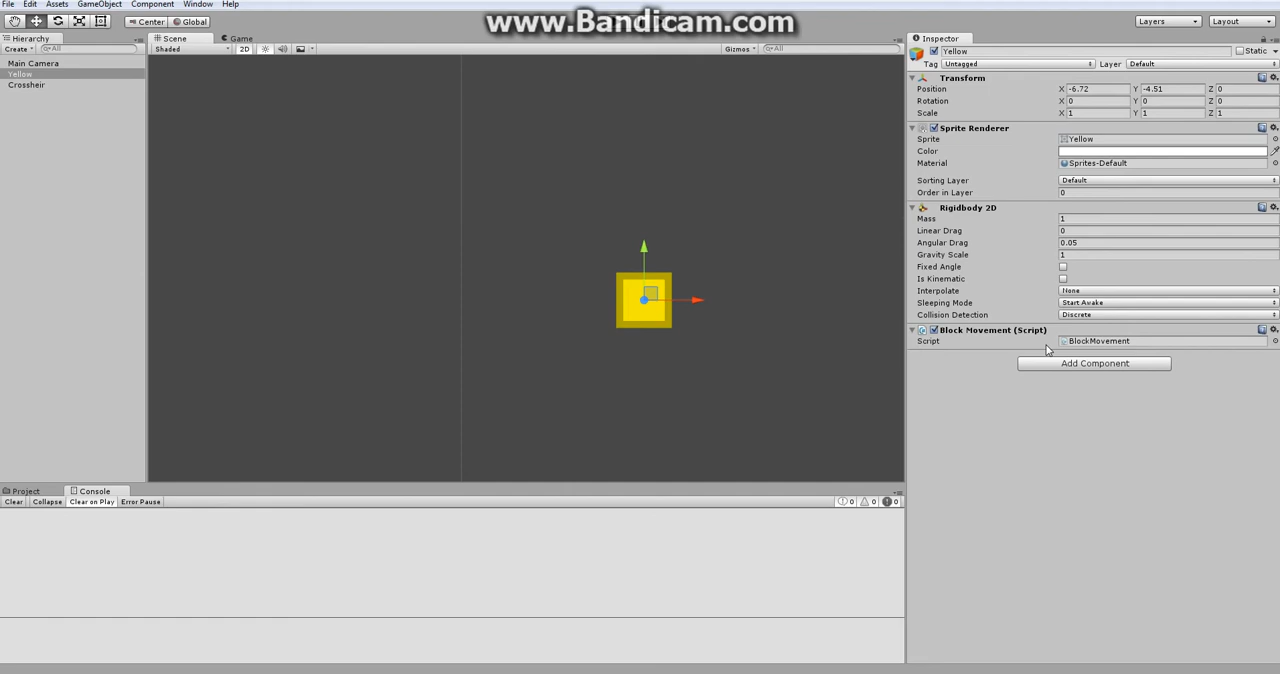 File Edit Assets GameObject Component Window Help
www.Bandicam.com
Center Global
Layers Layout
Hierarchy
Create All
Main Camera
Yellow
Crossheir
Scene Game
Shaded 2D Gizmos All
Inspector
Yellow Static
Tag Untagged Layer Default
Transform
Position X -6.72 Y -4.51 Z 0
Rotation X 0 Y 0 Z 0
Scale X 1 Y 1 Z 1
Sprite Renderer
Sprite Yellow
Color
Material Sprites-Default
Sorting Layer Default
Order in Layer 0
Rigidbody 2D
Mass 1
Linear Drag 0
Angular Drag 0.05
Gravity Scale 1
Fixed Angle
Is Kinematic
Interpolate None
Sleeping Mode Start Awake
Collision Detection Discrete
Block Movement (Script)
Script BlockMovement
Add Component
Project Console
Clear Collapse Clear on Play Error Pause 0 0 0